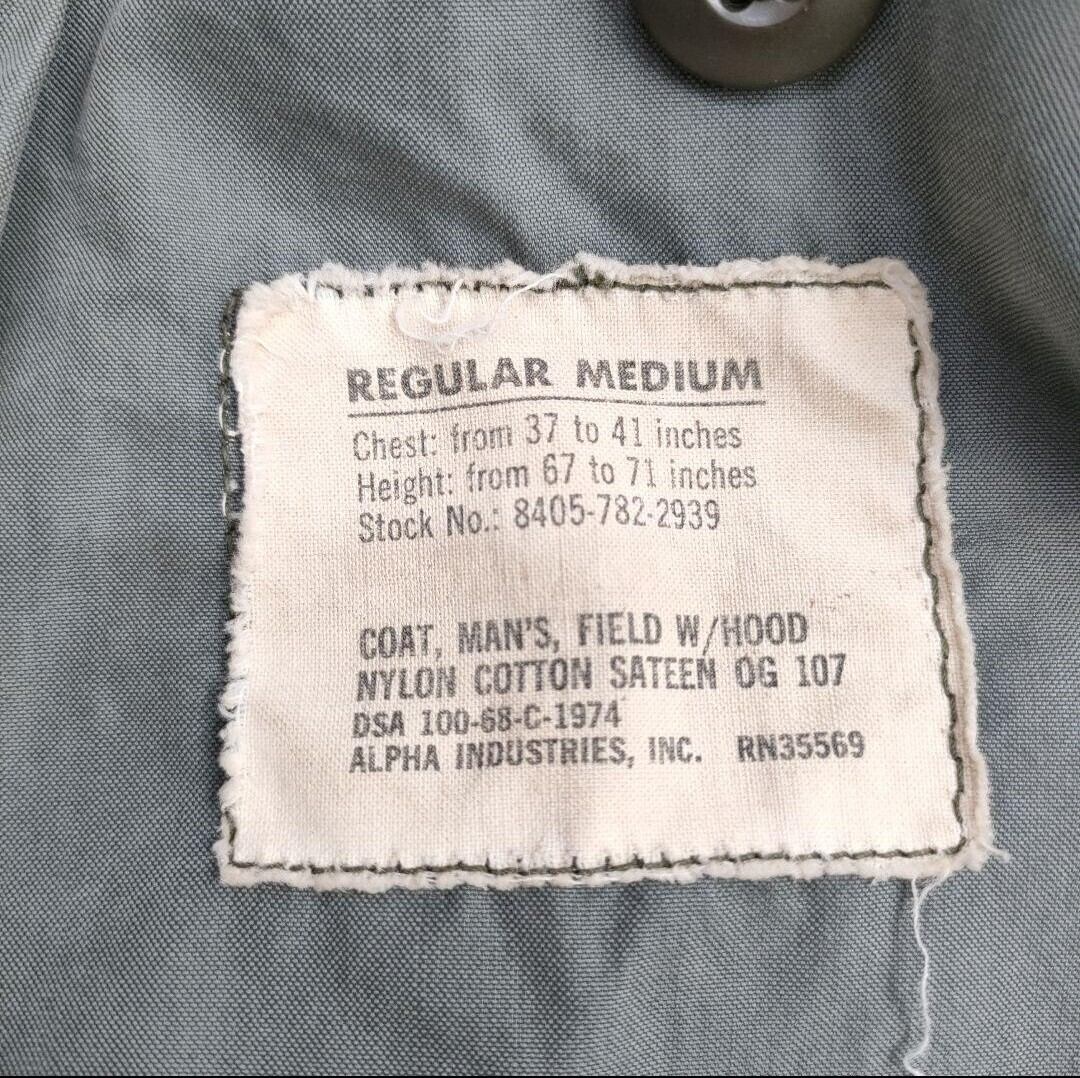 REGULAR MEDIUM
Chest: from 37 to 41 inches
Height: from 67 to 71 inches
Stock No.: 8405-782-2939
COAT, MAN'S, FIELD W/HOOD
NYLON COTTON SATEEN OG 107
DSA 100-68-C-1974
ALPHA INDUSTRIES, INC. RN35569